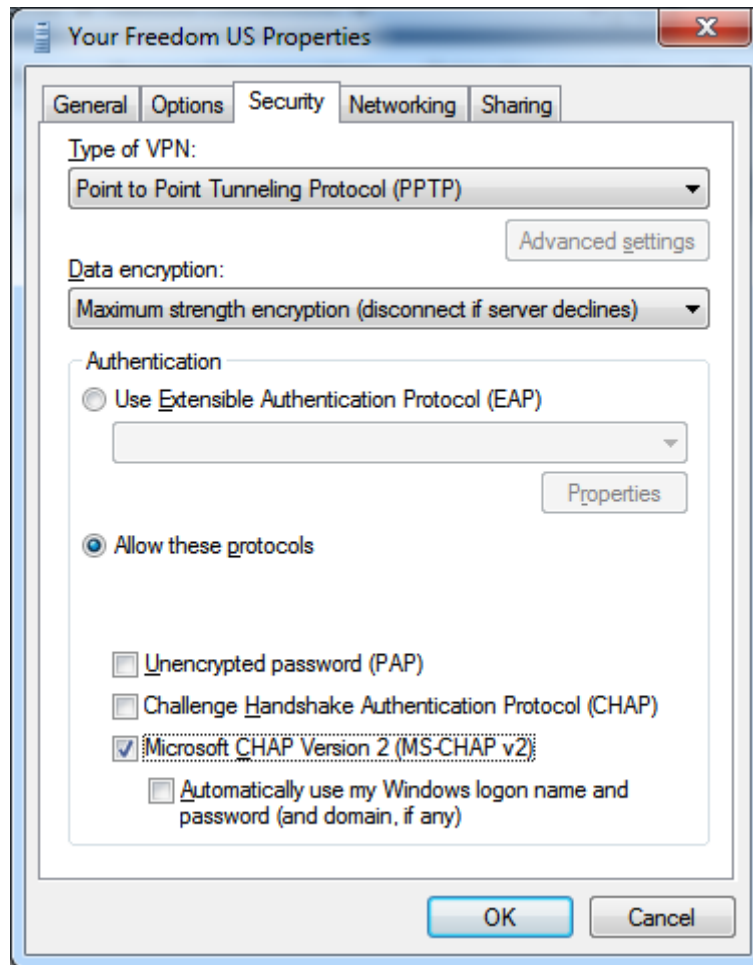 Your Freedom US Properties
General Options Security Networking Sharing
Type of VPN:
Point to Point Tunneling Protocol (PPTP)
Advanced settings
Data encryption:
Maximum strength encryption (disconnect if server declines)
Authentication
Use Extensible Authentication Protocol (EAP)
Properties
Allow these protocols
Unencrypted password (PAP)
Challenge Handshake Authentication Protocol (CHAP)
Microsoft CHAP Version 2 (MS-CHAP v2)
Automatically use my Windows logon name and
password (and domain, if any)
OK Cancel